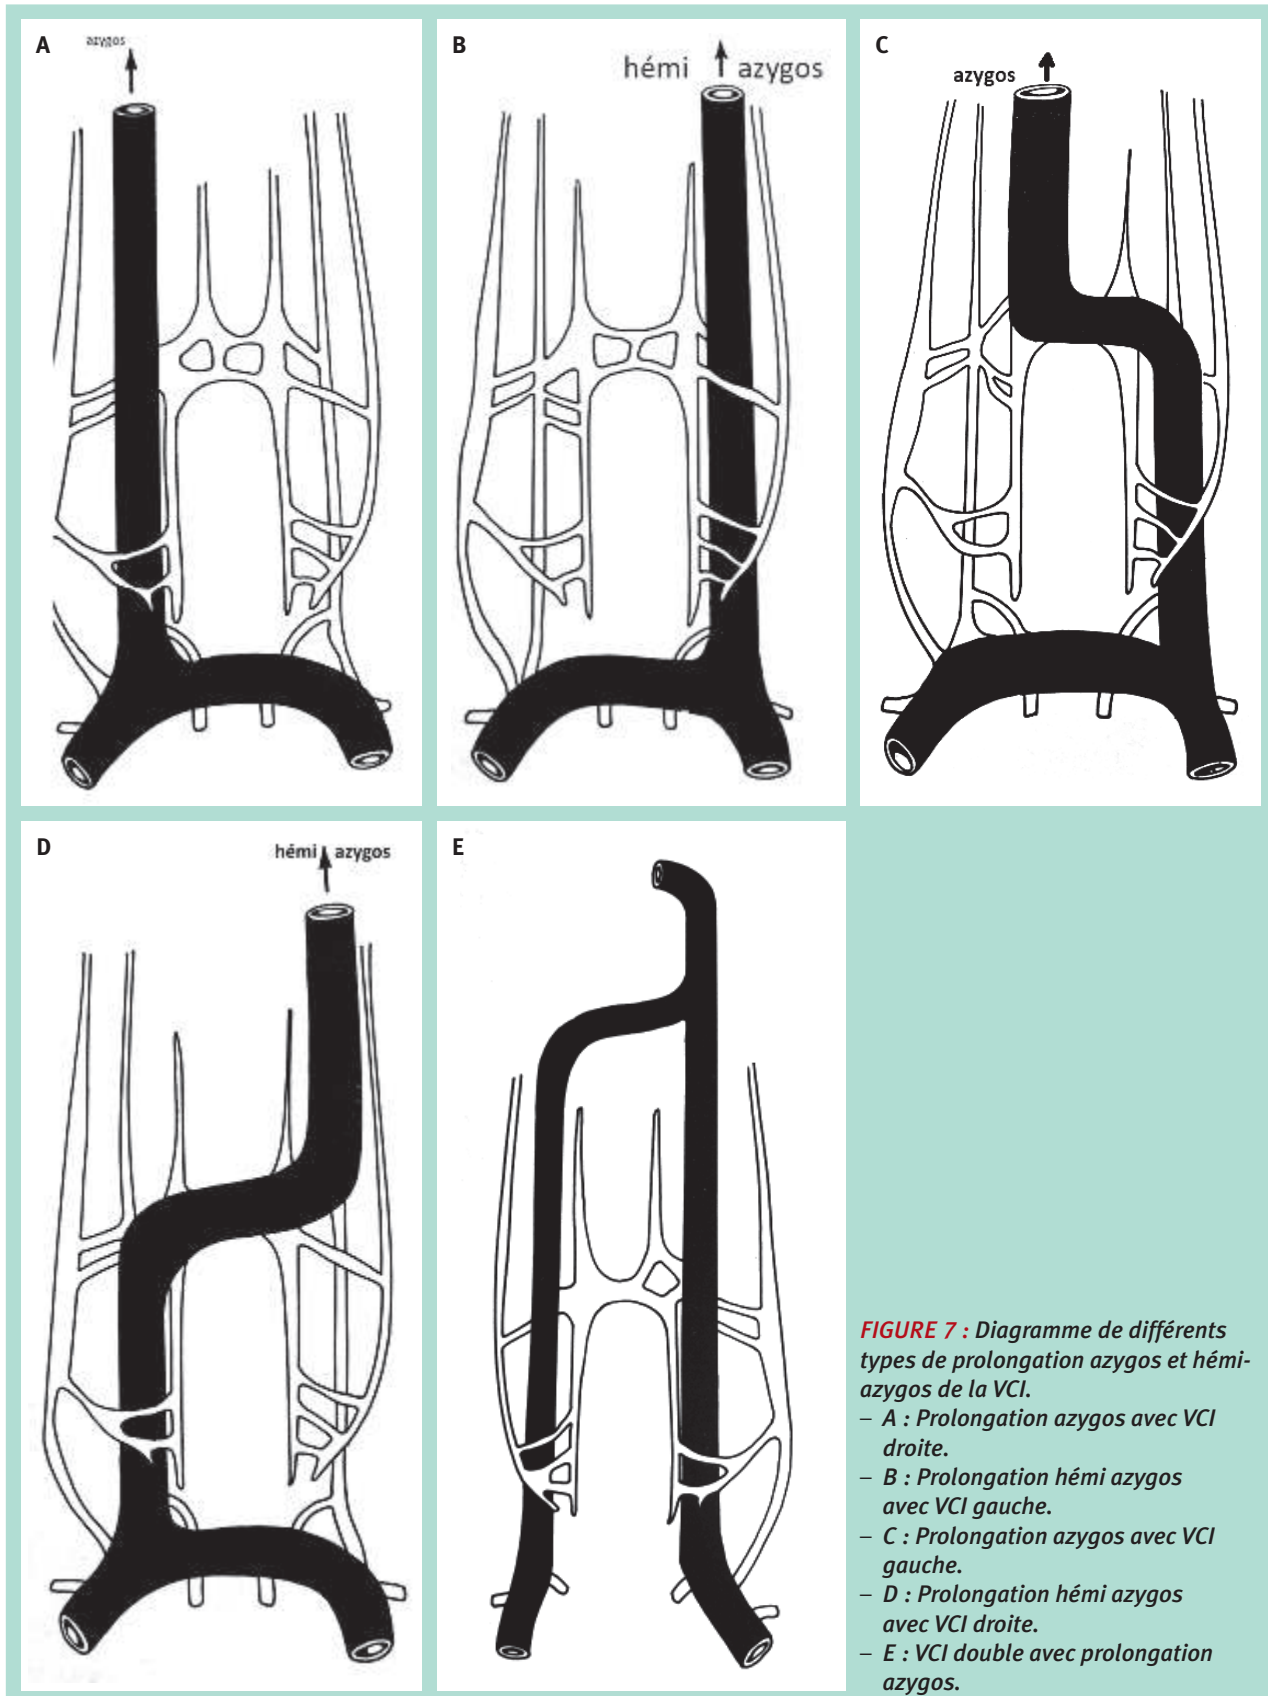 A
azygos
B
hémi azygos
C
azygos
D
hémi azygos
E
FIGURE 7 : Diagramme de différents
types de prolongation azygos et hémi-
azygos de la VCI.
– A : Prolongation azygos avec VCI
droite.
– B : Prolongation hémi azygos
avec VCI gauche.
– C : Prolongation azygos avec VCI
gauche.
– D : Prolongation hémi azygos
avec VCI droite.
– E : VCI double avec prolongation
azygos.